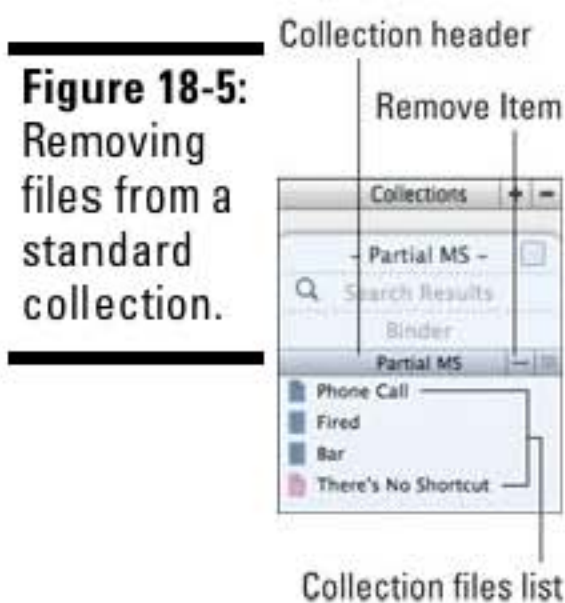 Collection header
Figure 18-5:
Removing
files from a
standard
collection.
Remove Item
Collections + −
- Partial MS -
Search Results
Binder
Partial MS −
Phone Call
Fired
Bar
There's No Shortcut
Collection files list